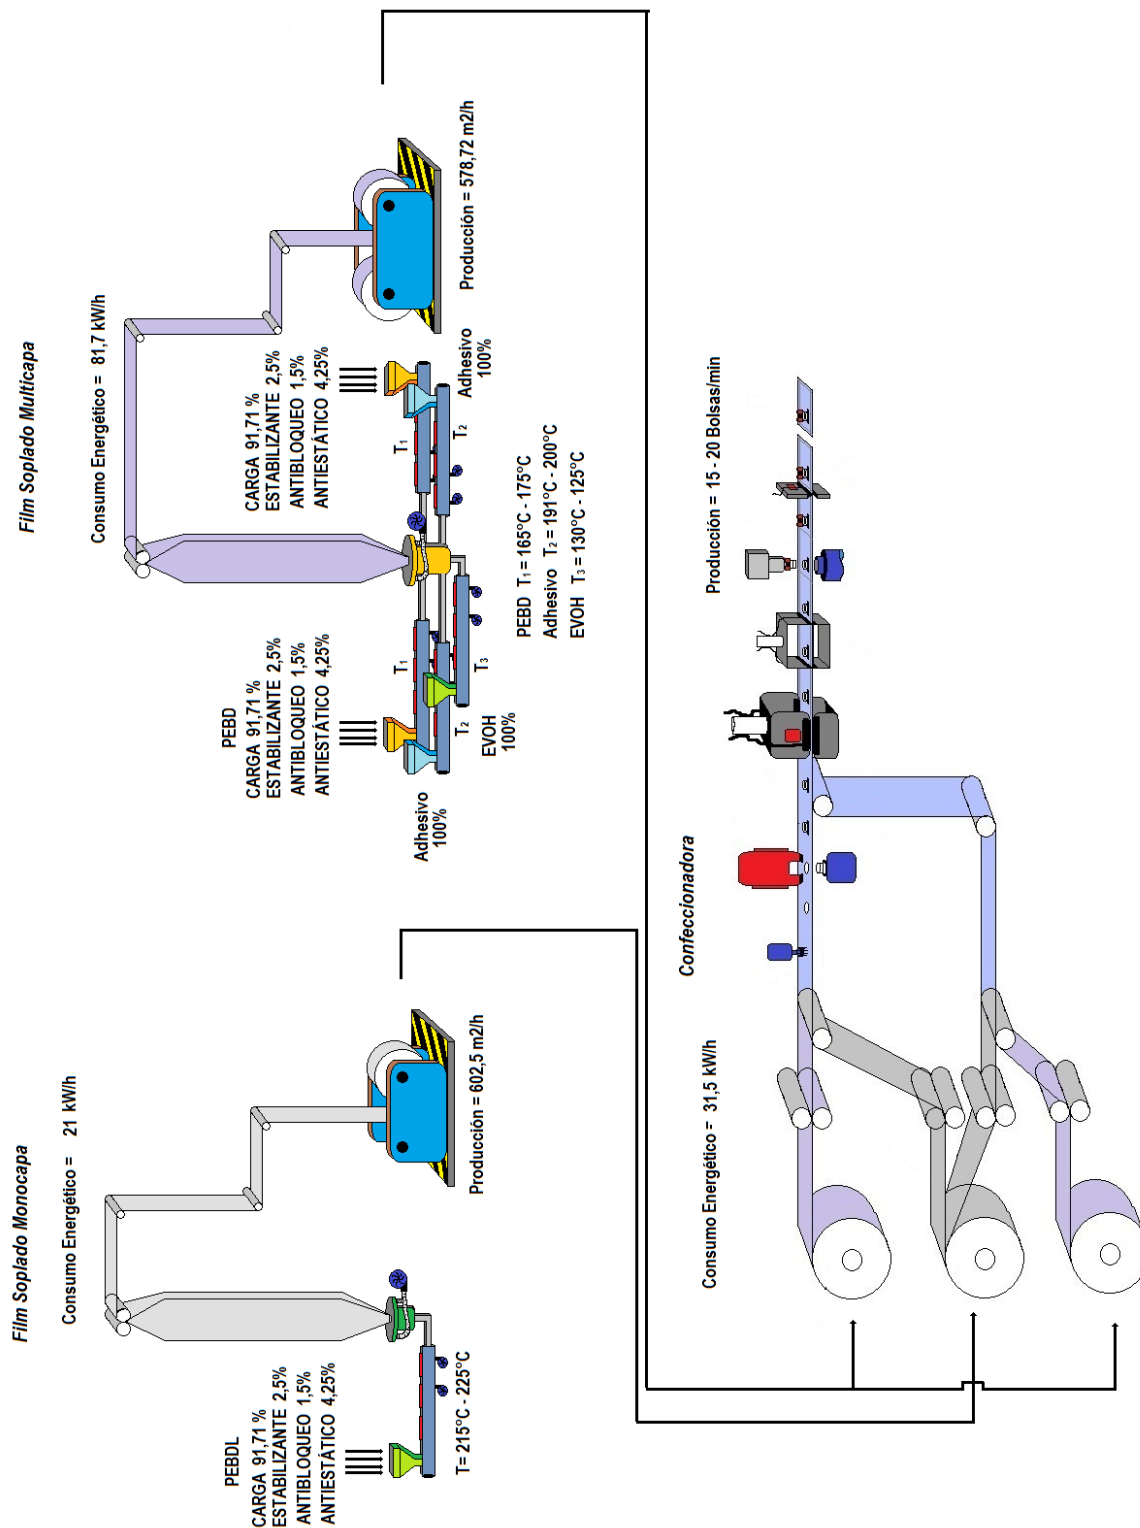 Film Soplado Monocapa
Consumo Energético = 21 kW/h
PEBDL
CARGA 91,71 %
ESTABILIZANTE 2,5%
ANTIBLOQUEO 1,5%
ANTIESTÁTICO 4,25%
T= 215°C - 225°C
Producción = 602,5 m2/h
Film Soplado Multicapa
Consumo Energético = 81,7 kW/h
PEBD
CARGA 91,71 %
ESTABILIZANTE 2,5%
ANTIBLOQUEO 1,5%
ANTIESTÁTICO 4,25%
CARGA 91,71 %
ESTABILIZANTE 2,5%
ANTIBLOQUEO 1,5%
ANTIESTÁTICO 4,25%
Adhesivo
100%
T₁
T₂
EVOH
100%
T₃
T₁
T₂
Adhesivo
100%
PEBD T₁ = 165°C - 175°C
Adhesivo T₂ = 191°C - 200°C
EVOH T₃ = 130°C - 125°C
Producción = 578,72 m2/h
Confeccionadora
Consumo Energético = 31,5 kW/h
Producción = 15 - 20 Bolsas/min